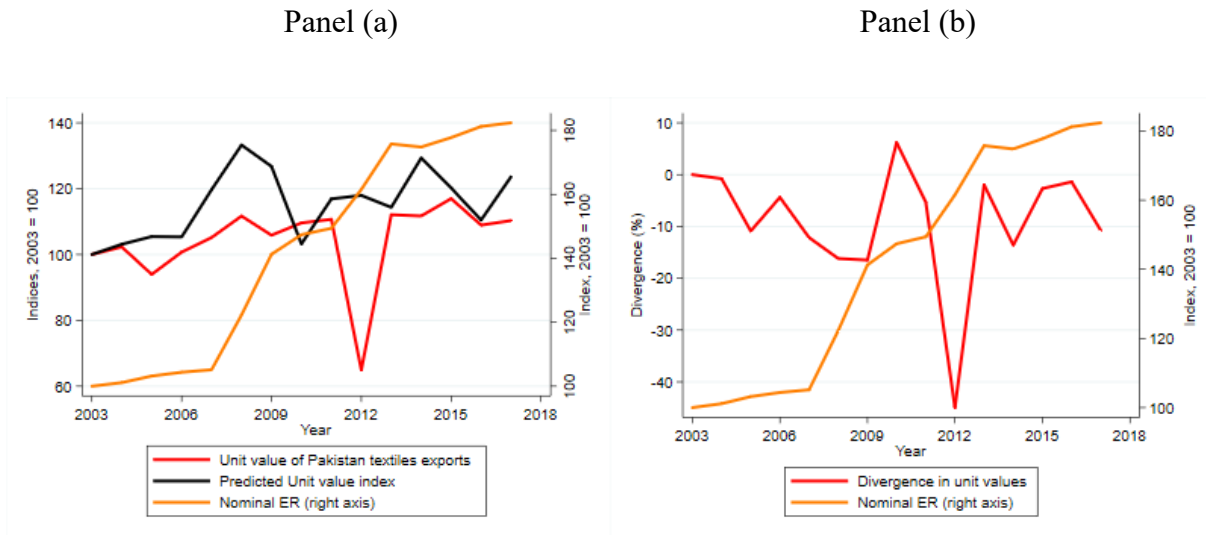 Panel (a)
Panel (b)
140
120
100
80
60
Indices, 2003 = 100
180
160
140
120
100
Index, 2003 = 100
2003 2006 2009 2012 2015 2018
Year
Unit value of Pakistan textiles exports
Predicted Unit value index
Nominal ER (right axis)
10
0
-10
-20
-30
-40
Divergence (%)
180
160
140
120
100
Index, 2003 = 100
2003 2006 2009 2012 2015 2018
Year
Divergence in unit values
Nominal ER (right axis)